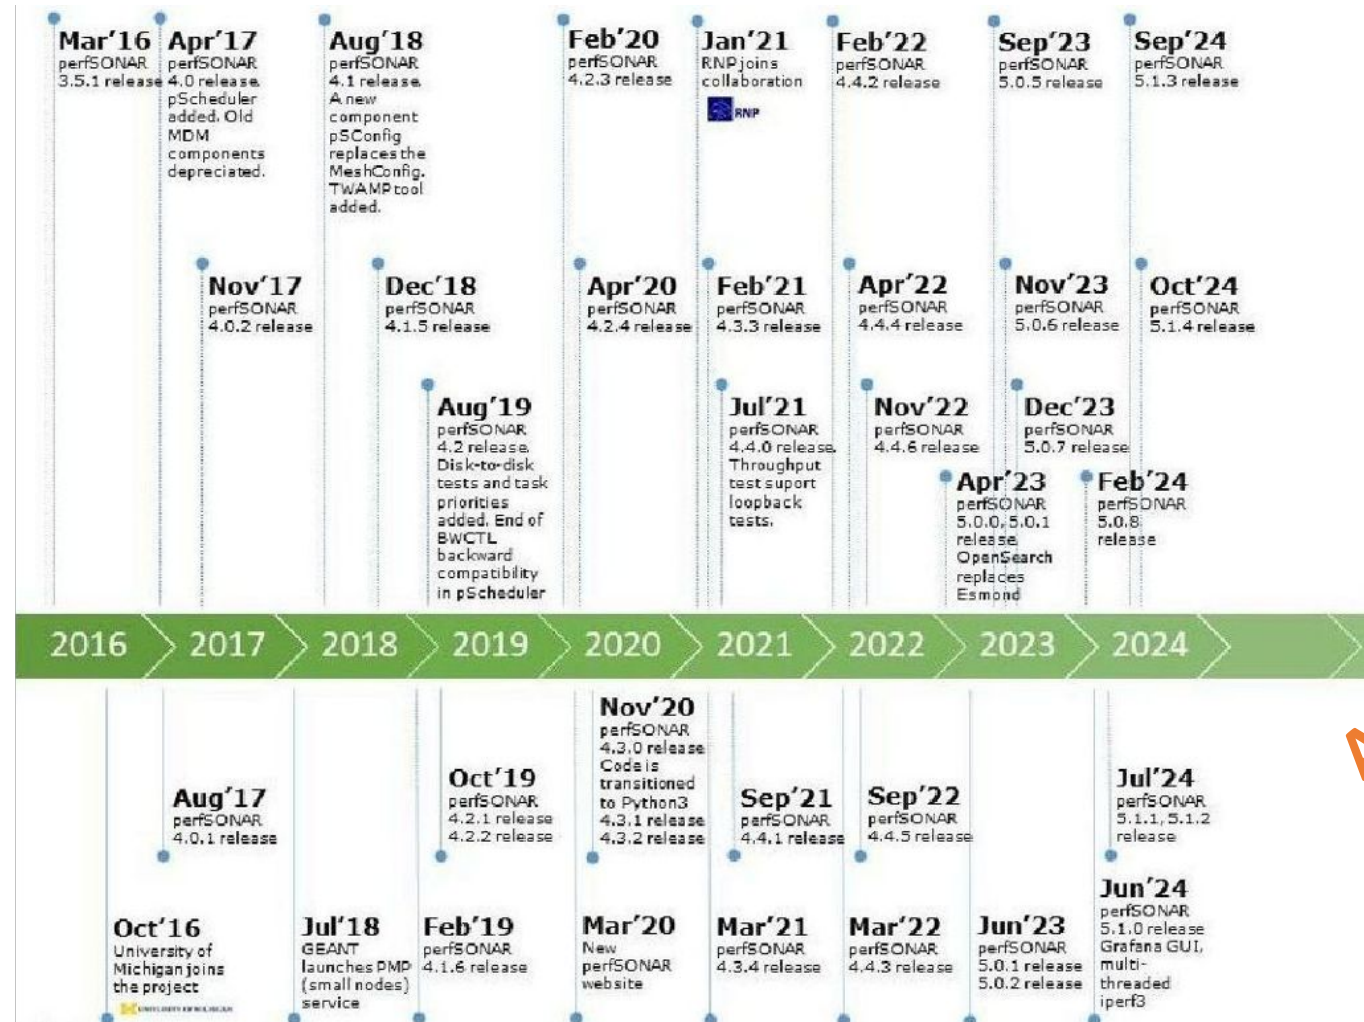 Mar'16
perfSONAR
3.5.1 release
Apr'17
perfSONAR
4.0 release.
pScheduler
added. Old
MDM
components
depreciated.
Aug'18
perfSONAR
4.1 release.
A new
component
pSConfig
replaces the
MeshConfig.
TWAMP tool
added.
Feb'20
perfSONAR
4.2.3 release
Jan'21
RNP joins
collaboration
RNP
Feb'22
perfSONAR
4.4.2 release
Sep'23
perfSONAR
5.0.5 release
Sep'24
perfSONAR
5.1.3 release
Nov'17
perfSONAR
4.0.2 release
Dec'18
perfSONAR
4.1.5 release
Apr'20
perfSONAR
4.2.4 release
Feb'21
perfSONAR
4.3.3 release
Apr'22
perfSONAR
4.4.4 release
Nov'23
perfSONAR
5.0.6 release
Oct'24
perfSONAR
5.1.4 release
Aug'19
perfSONAR
4.2 release.
Disk-to-disk
tests and task
priorities
added. End of
BWCTL
backward
compatibility
in pScheduler
Jul'21
perfSONAR
4.4.0 release.
Throughput
test suport
loopback
tests.
Nov'22
perfSONAR
4.4.6 release
Dec'23
perfSONAR
5.0.7 release
Apr'23
perfSONAR
5.0.0, 5.0.1
release
OpenSearch
replaces
Esmond
Feb'24
perfSONAR
5.0.8
release
2016 2017 2018 2019 2020 2021 2022 2023 2024
Nov'20
perfSONAR
4.3.0 release
Code is
transitioned
to Python3
4.3.1 release
4.3.2 release
Aug'17
perfSONAR
4.0.1 release
Oct'19
perfSONAR
4.2.1 release
4.2.2 release
Sep'21
perfSONAR
4.4.1 release
Sep'22
perfSONAR
4.4.5 release
Jul'24
perfSONAR
5.1.1, 5.1.2
release
Oct'16
University of
Michigan joins
the project
Jul'18
GEANT
launches PMP
(small nodes)
service
Feb'19
perfSONAR
4.1.6 release
Mar'20
New
perfSONAR
website
Mar'21
perfSONAR
4.3.4 release
Mar'22
perfSONAR
4.4.3 release
Jun'23
perfSONAR
5.0.1 release
5.0.2 release
Jun'24
perfSONAR
5.1.0 release
Grafana GUI,
multi-
threaded
iperf3